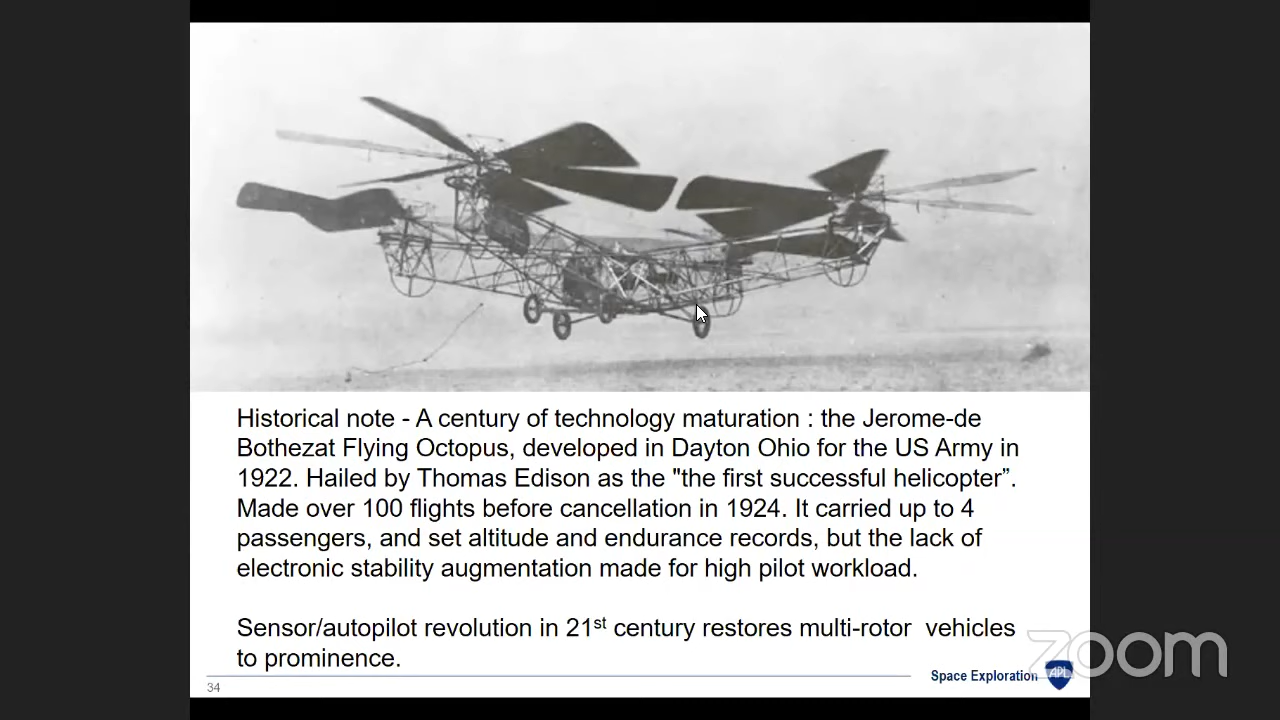 Historical note - A century of technology maturation : the Jerome-de
Bothezat Flying Octopus, developed in Dayton Ohio for the US Army in
1922. Hailed by Thomas Edison as the "the first successful helicopter”.
Made over 100 flights before cancellation in 1924. It carried up to 4
passengers, and set altitude and endurance records, but the lack of
electronic stability augmentation made for high pilot workload.
Sensor/autopilot revolution in 21st century restores multi-rotor vehicles
to prominence.
34
Space Exploration
APL
zoom